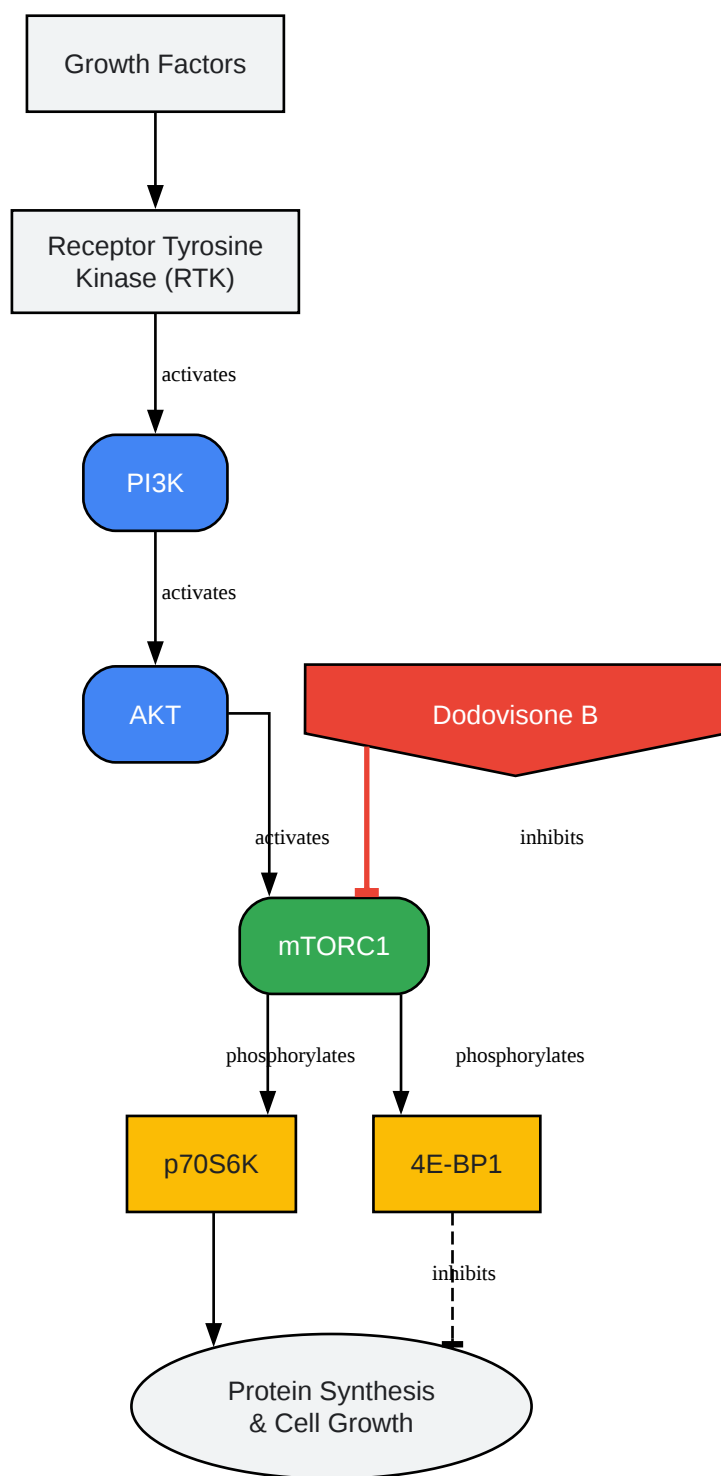 Growth Factors
Receptor Tyrosine
Kinase (RTK)
activates
PI3K
activates
AKT
Dodovisone B
activates
inhibits
mTORC1
phosphorylates
phosphorylates
p70S6K
4E-BP1
inhibits
Protein Synthesis
& Cell Growth